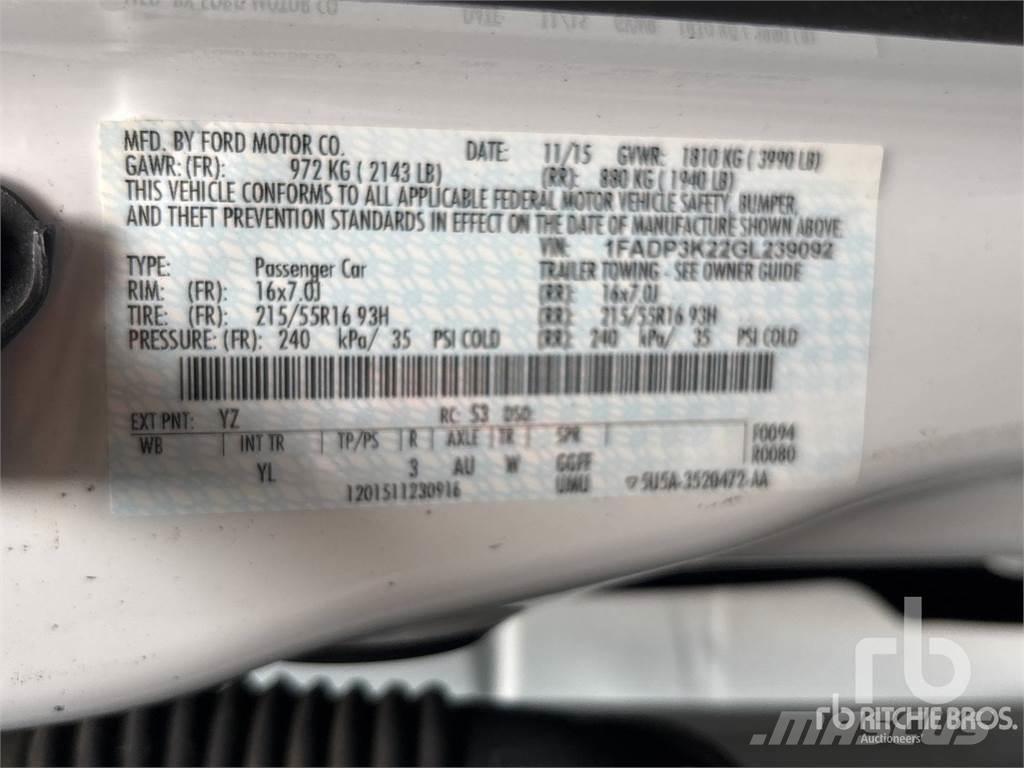 MFD. BY FORD MOTOR CO. DATE: 11/15 GVWR: 1810 KG ( 3990 LB)
GAWR: (FR): 972 KG ( 2143 LB) (RR): 880 KG ( 1940 LB)
THIS VEHICLE CONFORMS TO ALL APPLICABLE FEDERAL MOTOR VEHICLE SAFETY, BUMPER,
AND THEFT PREVENTION STANDARDS IN EFFECT ON THE DATE OF MANUFACTURE SHOWN ABOVE.
VIN: 1FADP3K22GL239092
TYPE: Passenger Car TRAILER TOWING - SEE OWNER GUIDE
RIM: (FR): 16x7.0J (RR): 16x7.0J
TIRE: (FR): 215/55R16 93H (RR): 215/55R16 93H
PRESSURE: (FR): 240 kPa/ 35 PSI COLD (RR): 240 kPa/ 35 PSI COLD
EXT PNT: YZ RC: 53 DSO:
WB INT TR TP/PS R AXLE TR SPR F0094
R0080
YL 3 AU W GGFF
1201511230916 UMU 5U5A-3520472-AA
rb
rb RITCHIE BROS.
Auctioneers
MASCUS